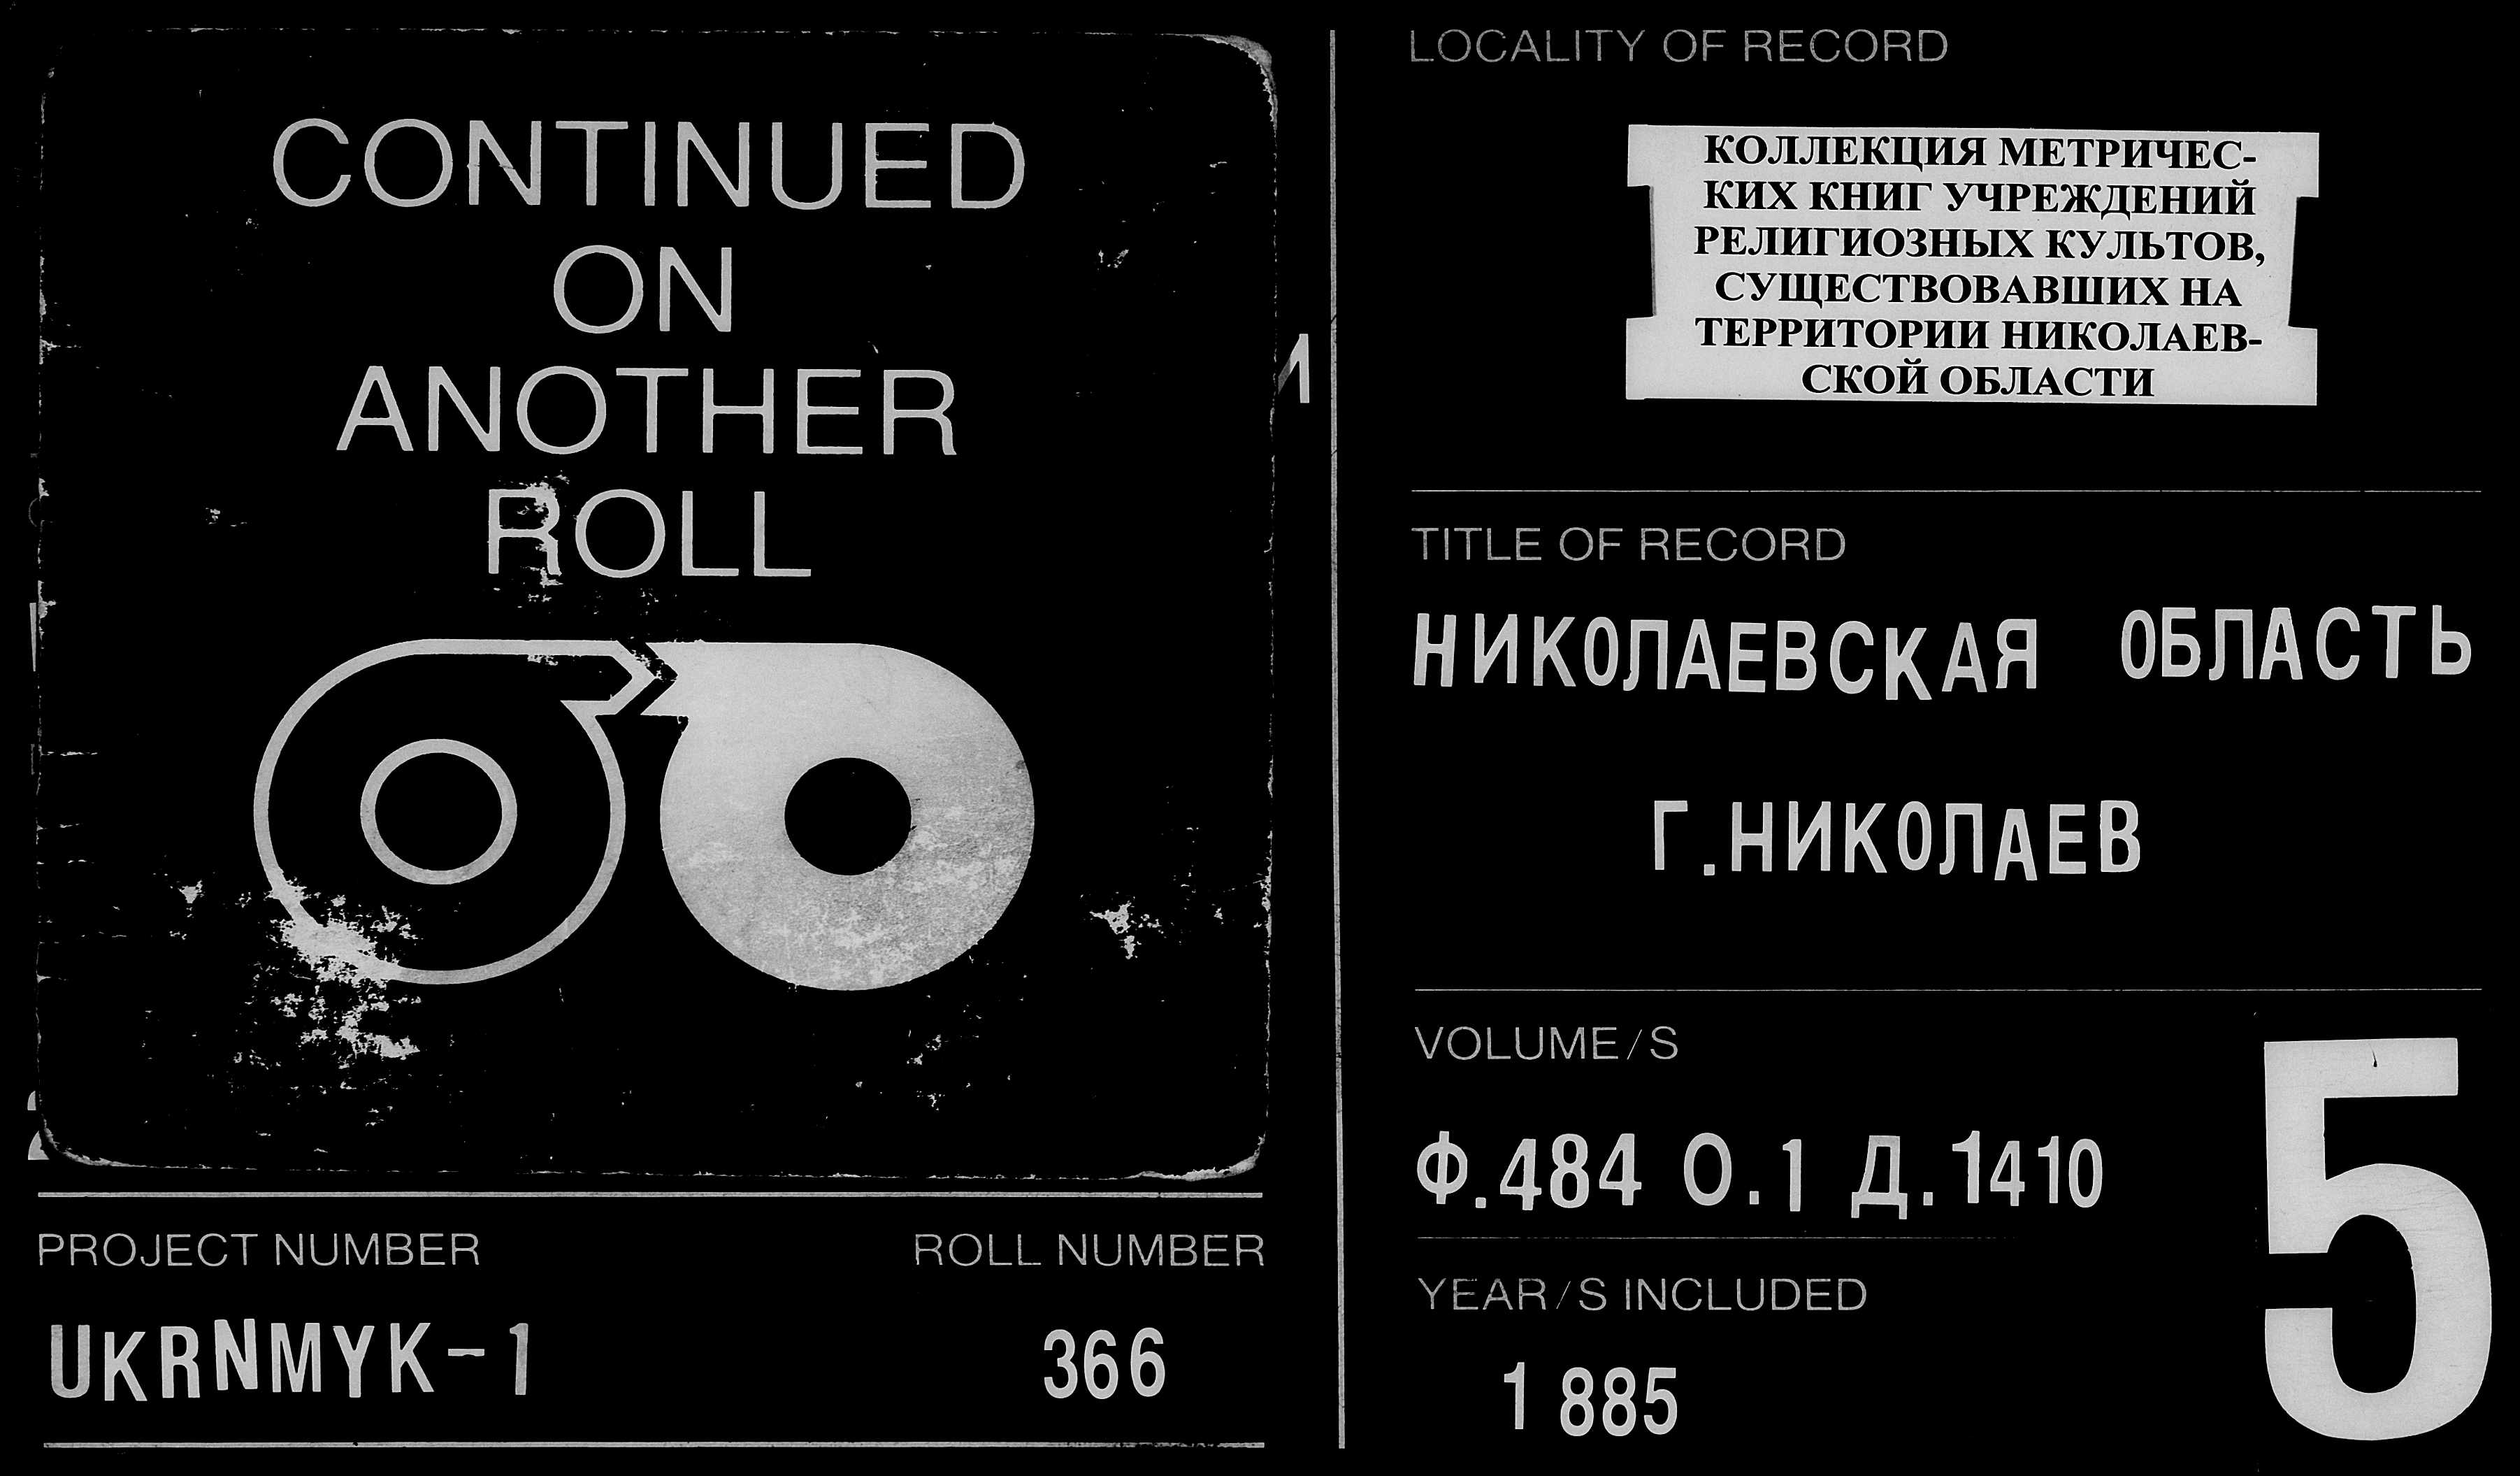 CONTINUED
ON
ANOTHER
ROLL
PROJECT NUMBER
ROLL NUMBER
UKRNMYK-1
366
LOCALITY OF RECORD
КОЛЛЕКЦИЯ МЕТРИЧЕС-
КИХ КНИГ УЧРЕЖДЕНИЙ
РЕЛИГИОЗНЫХ КУЛЬТОВ,
СУЩЕСТВОВАВШИХ НА
ТЕРРИТОРИИ НИКОЛАЕВ-
СКОЙ ОБЛАСТИ
TITLE OF RECORD
НИКОЛАЕВСКАЯ ОБЛАСТЬ
Г.НИКОЛАЕВ
VOLUME/S
Ф.484 О.1 Д.1410
YEAR/S INCLUDED
1885
5